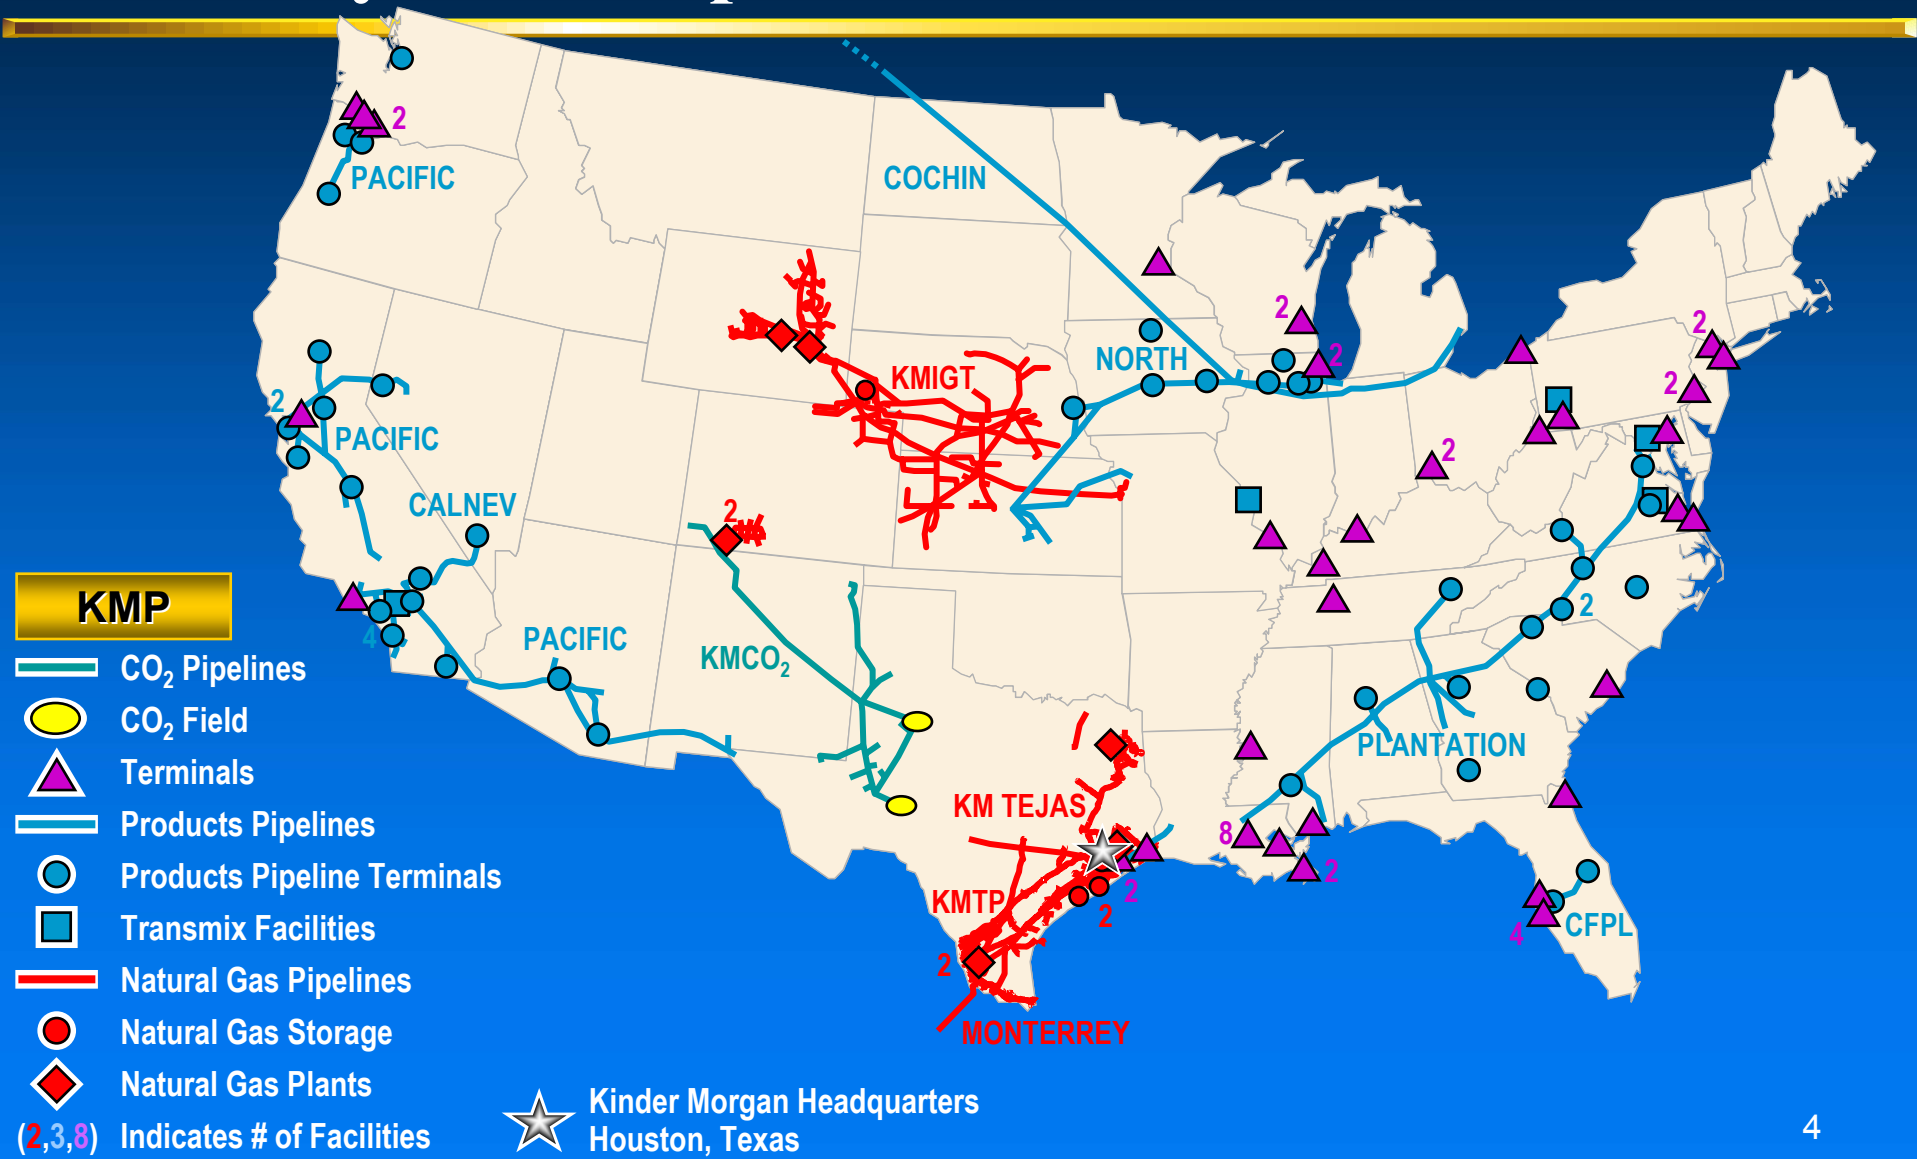 2
PACIFIC
COCHIN
2
2
NORTH
2
KMIGT
2
2
PACIFIC
2
CALNEV
2
KMP
4
PACIFIC
KMCO₂
2
CO₂ Pipelines
CO₂ Field
Terminals
Products Pipelines
Products Pipeline Terminals
Transmix Facilities
Natural Gas Pipelines
Natural Gas Storage
Natural Gas Plants
(2,3,8) Indicates # of Facilities
PLANTATION
KM TEJAS
8
2
KMTP
2
2
CFPL
4
2
MONTERREY
Kinder Morgan Headquarters
Houston, Texas
4